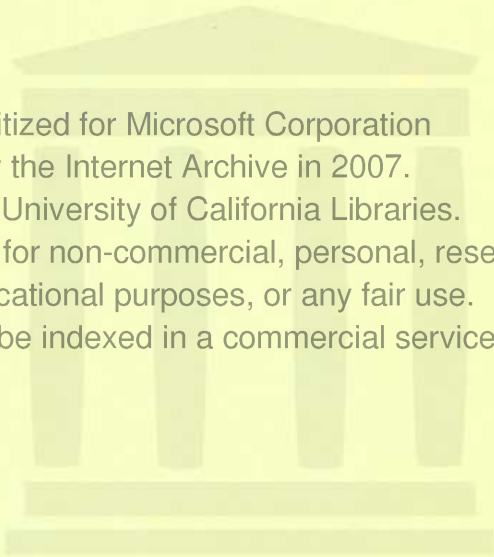 itized for Microsoft Corporation
the Internet Archive in 2007.
University of California Libraries.
for non-commercial, personal, rese
cational purposes, or any fair use.
be indexed in a commercial service